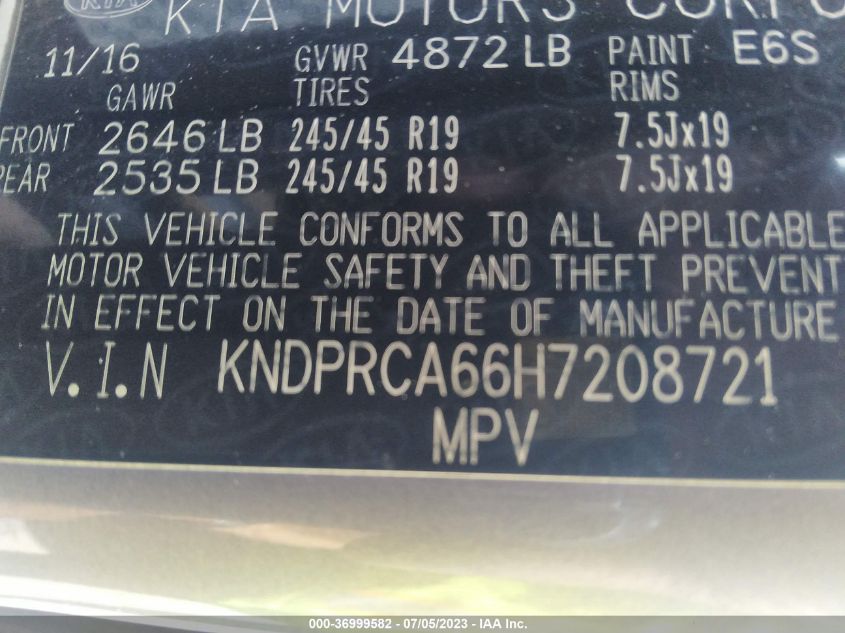 KIA
KIA MOTORS
11/16 GVWR 4872 LB PAINT E6S
GAWR TIRES RIMS
FRONT 2646 LB 245/45 R19 7.5Jx19
REAR 2535 LB 245/45 R19 7.5Jx19
THIS VEHICLE CONFORMS TO ALL APPLICABLE
MOTOR VEHICLE SAFETY AND THEFT PREVENT
IN EFFECT ON THE DATE OF MANUFACTURE
V.I.N KNDPRCA66H7208721
MPV
000-36999582 - 07/05/2023 - IAA Inc.